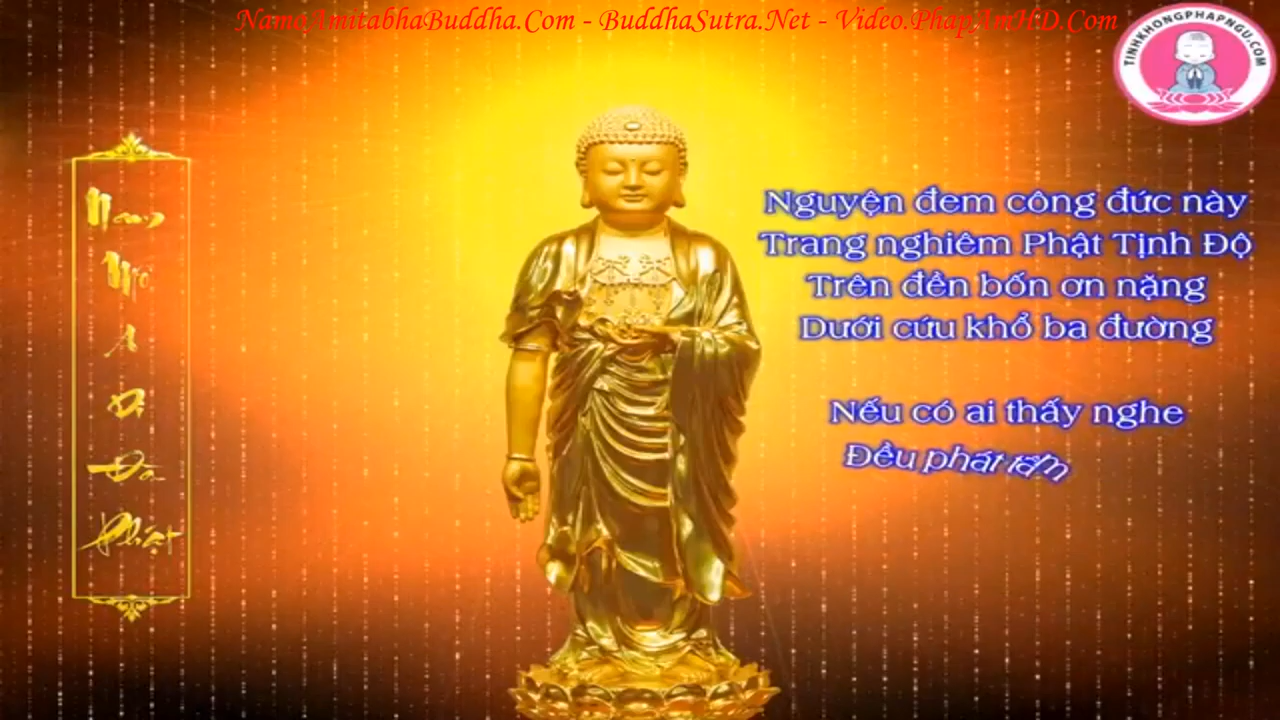 NamoAmitabhaBuddha.Com - BuddhaSutra.Net - Video.PhapAmHD.Com
TINHKHONGPHAPNGU.COM
Nam
Mô
A
Di
Đà
Phật
Nguyện đem công đức này
Trang nghiêm Phật Tịnh Độ
Trên đền bốn ơn nặng
Dưới cứu khổ ba đường
Nếu có ai thấy nghe
Đều phát tâm